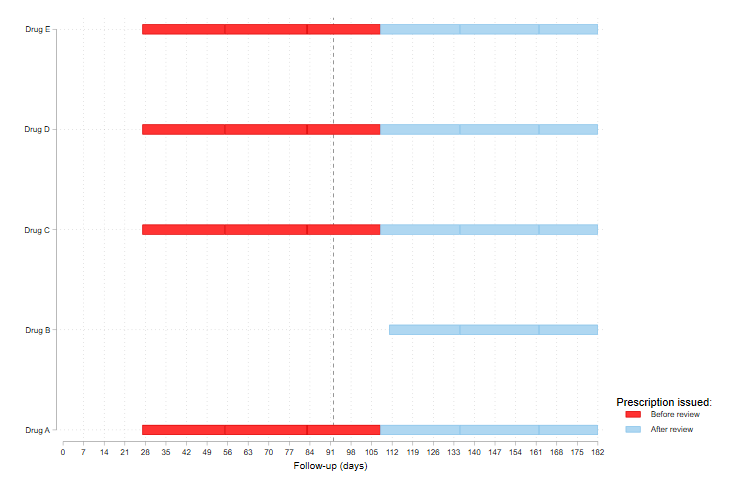 Drug E
Drug D
Drug C
Drug B
Drug A
Prescription issued:
Before review
After review
0 7 14 21 28 35 42 49 56 63 70 77 84 91 98 105 112 119 126 133 140 147 154 161 168 175 182
Follow-up (days)